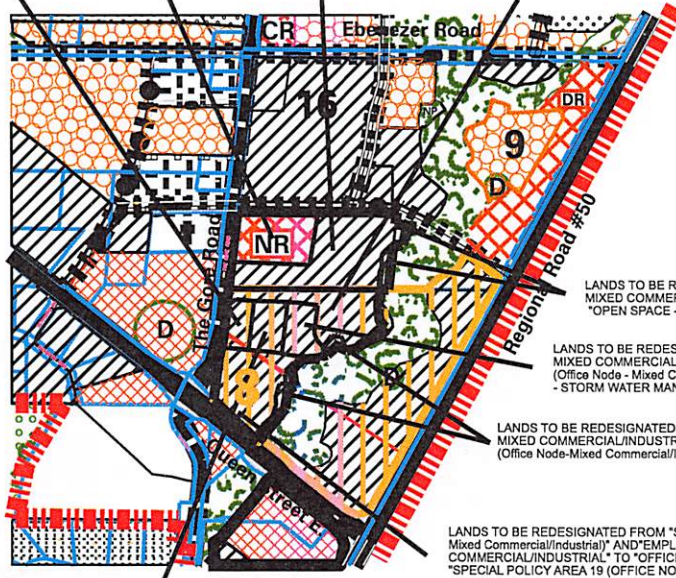 CR
Ebenezer Road
16
NP
DR
9
D
The Gore Road
NR
Regional Road #50
D
D
8
Queen Street E.
LANDS TO BE R
MIXED COMMER
"OPEN SPACE -
LANDS TO BE REDES
MIXED COMMERCIAL
(Office Node - Mixed C
- STORM WATER MAN
LANDS TO BE REDESIGNATED
MIXED COMMERCIAL/INDUSTR
(Office Node-Mixed Commercial/I
LANDS TO BE REDESIGNATED FROM "S
Mixed Commercial/Industrial)" AND"EMPL
COMMERCIAL/INDUSTRIAL" TO "OFFIC
"SPECIAL POLICY AREA 19 (OFFICE NO